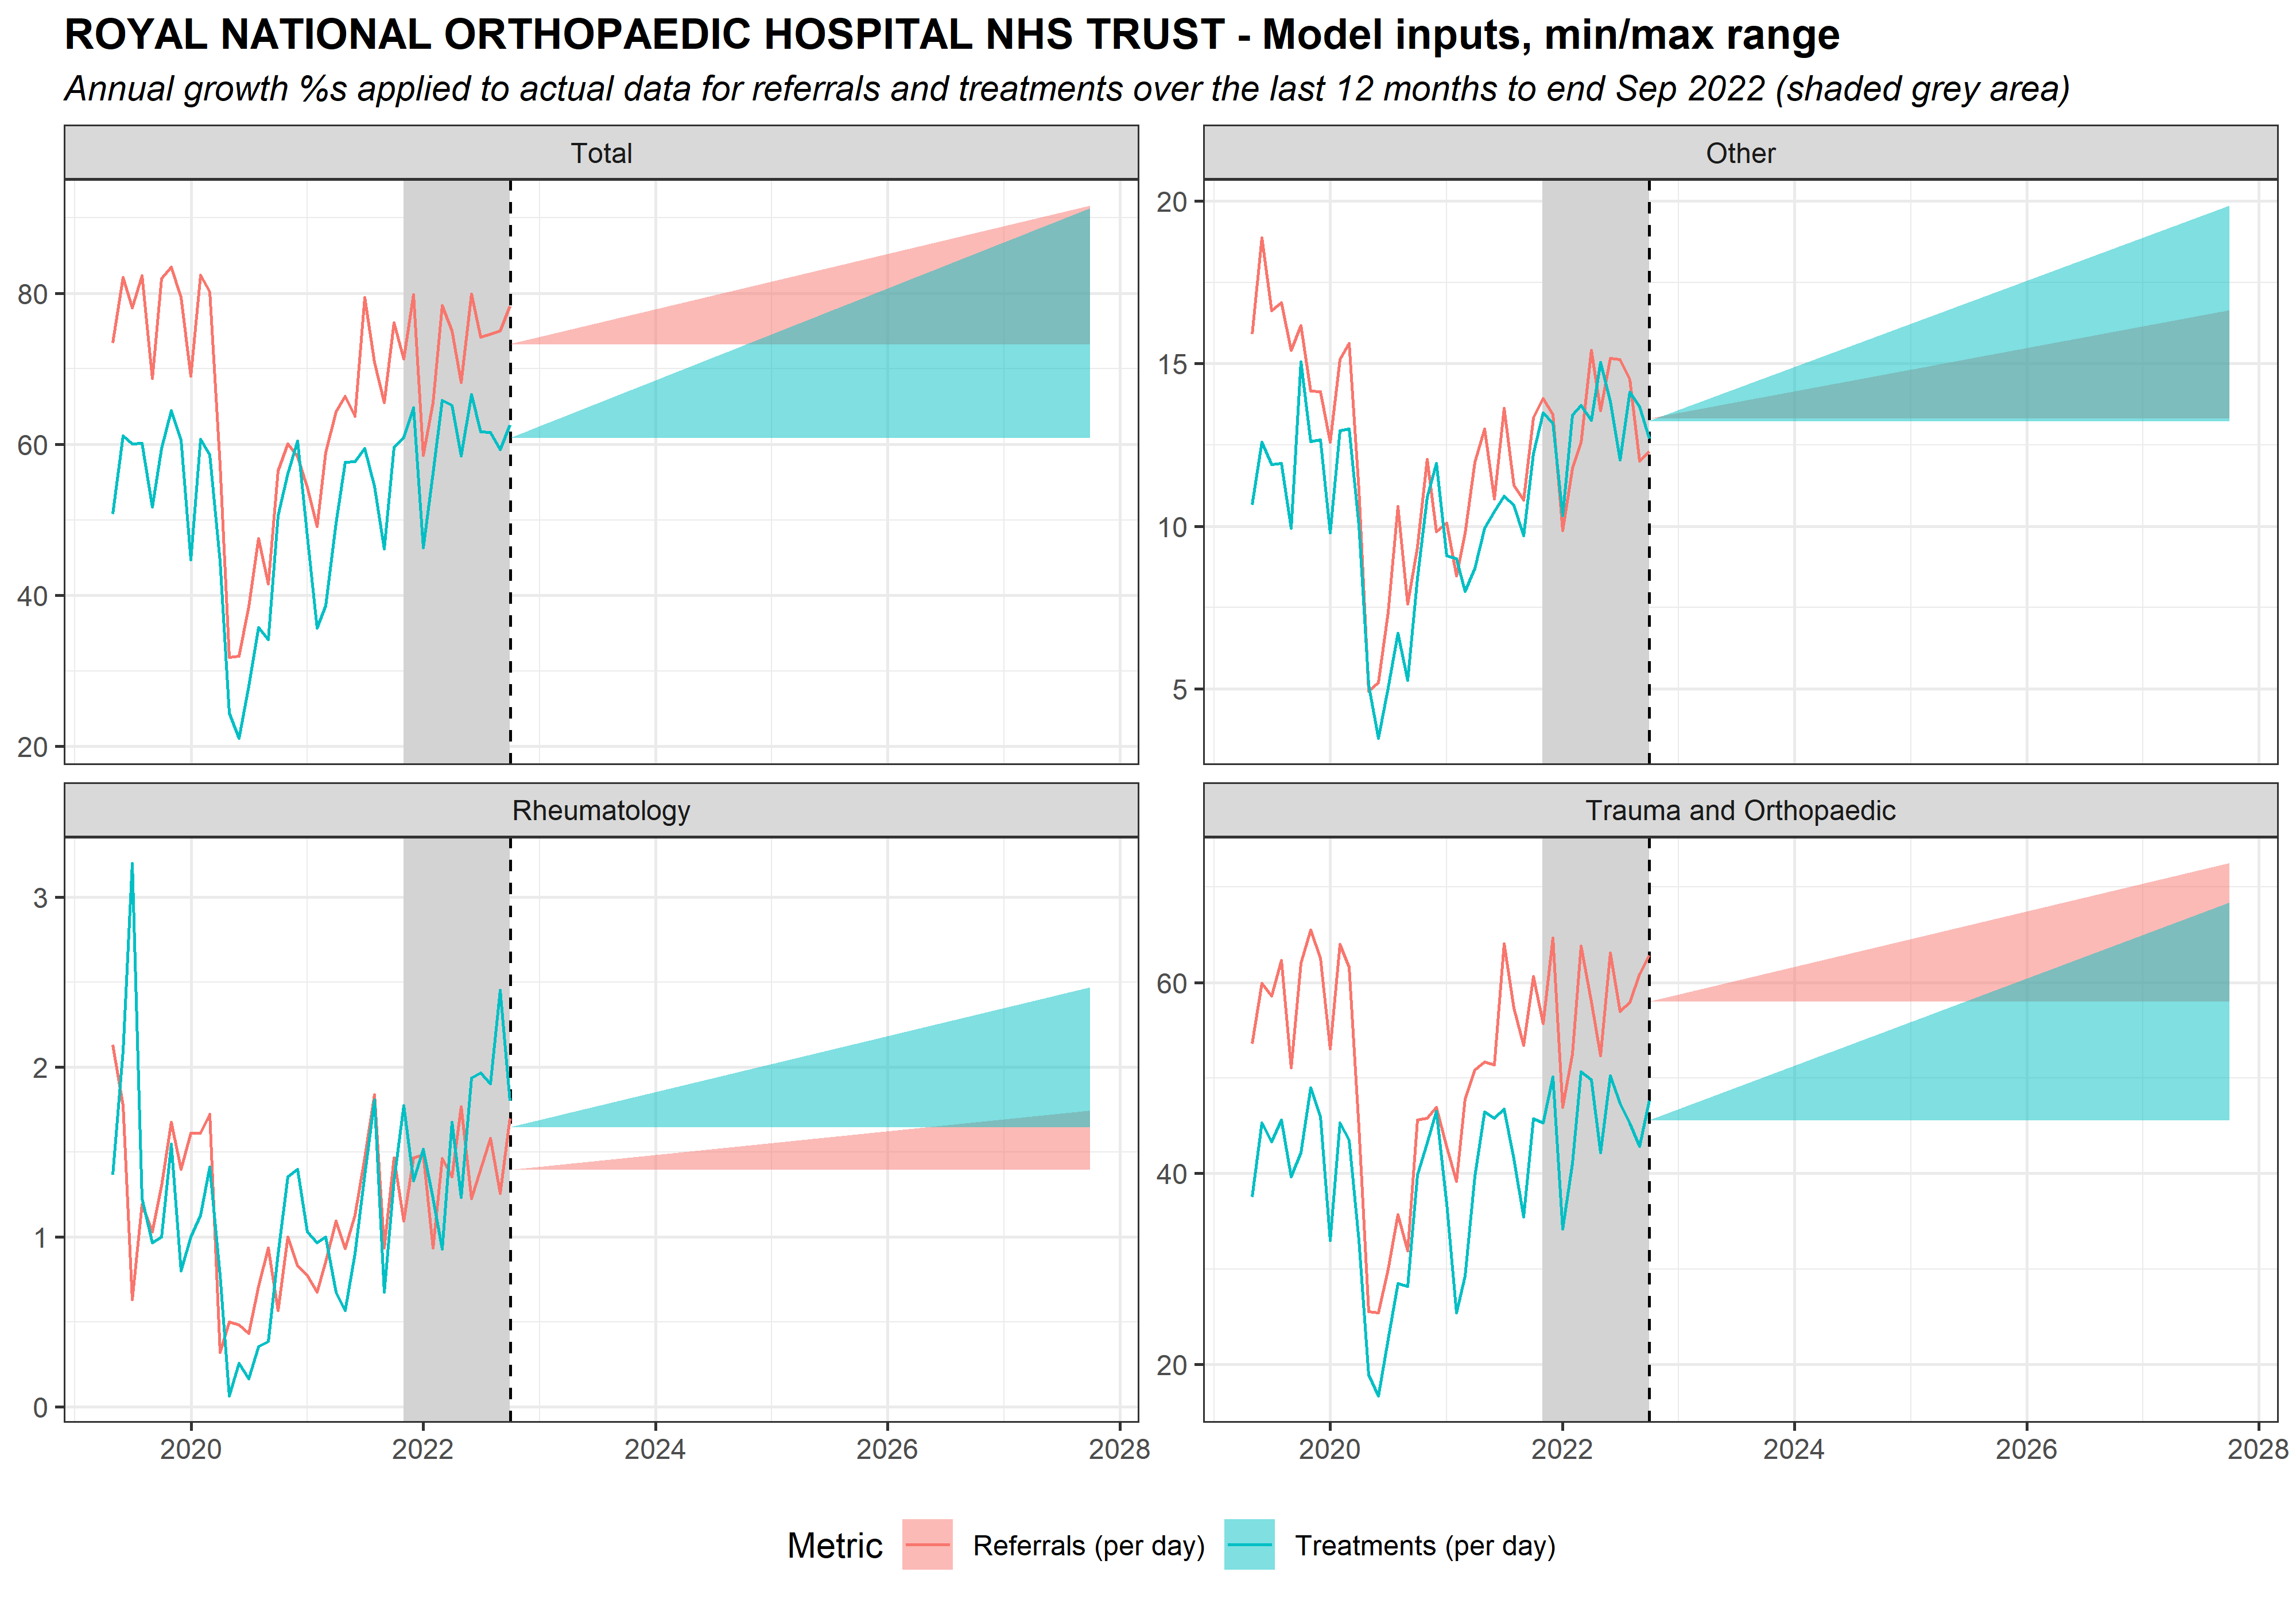 ROYAL NATIONAL ORTHOPAEDIC HOSPITAL NHS TRUST - Model inputs, min/max range
Annual growth %s applied to actual data for referrals and treatments over the last 12 months to end Sep 2022 (shaded grey area)
Total
80
60
40
20
Other
20
15
10
5
Rheumatology
3
2
1
0
2020 2022 2024 2026 2028
Trauma and Orthopaedic
60
40
20
2020 2022 2024 2026 2028
Metric Referrals (per day) Treatments (per day)